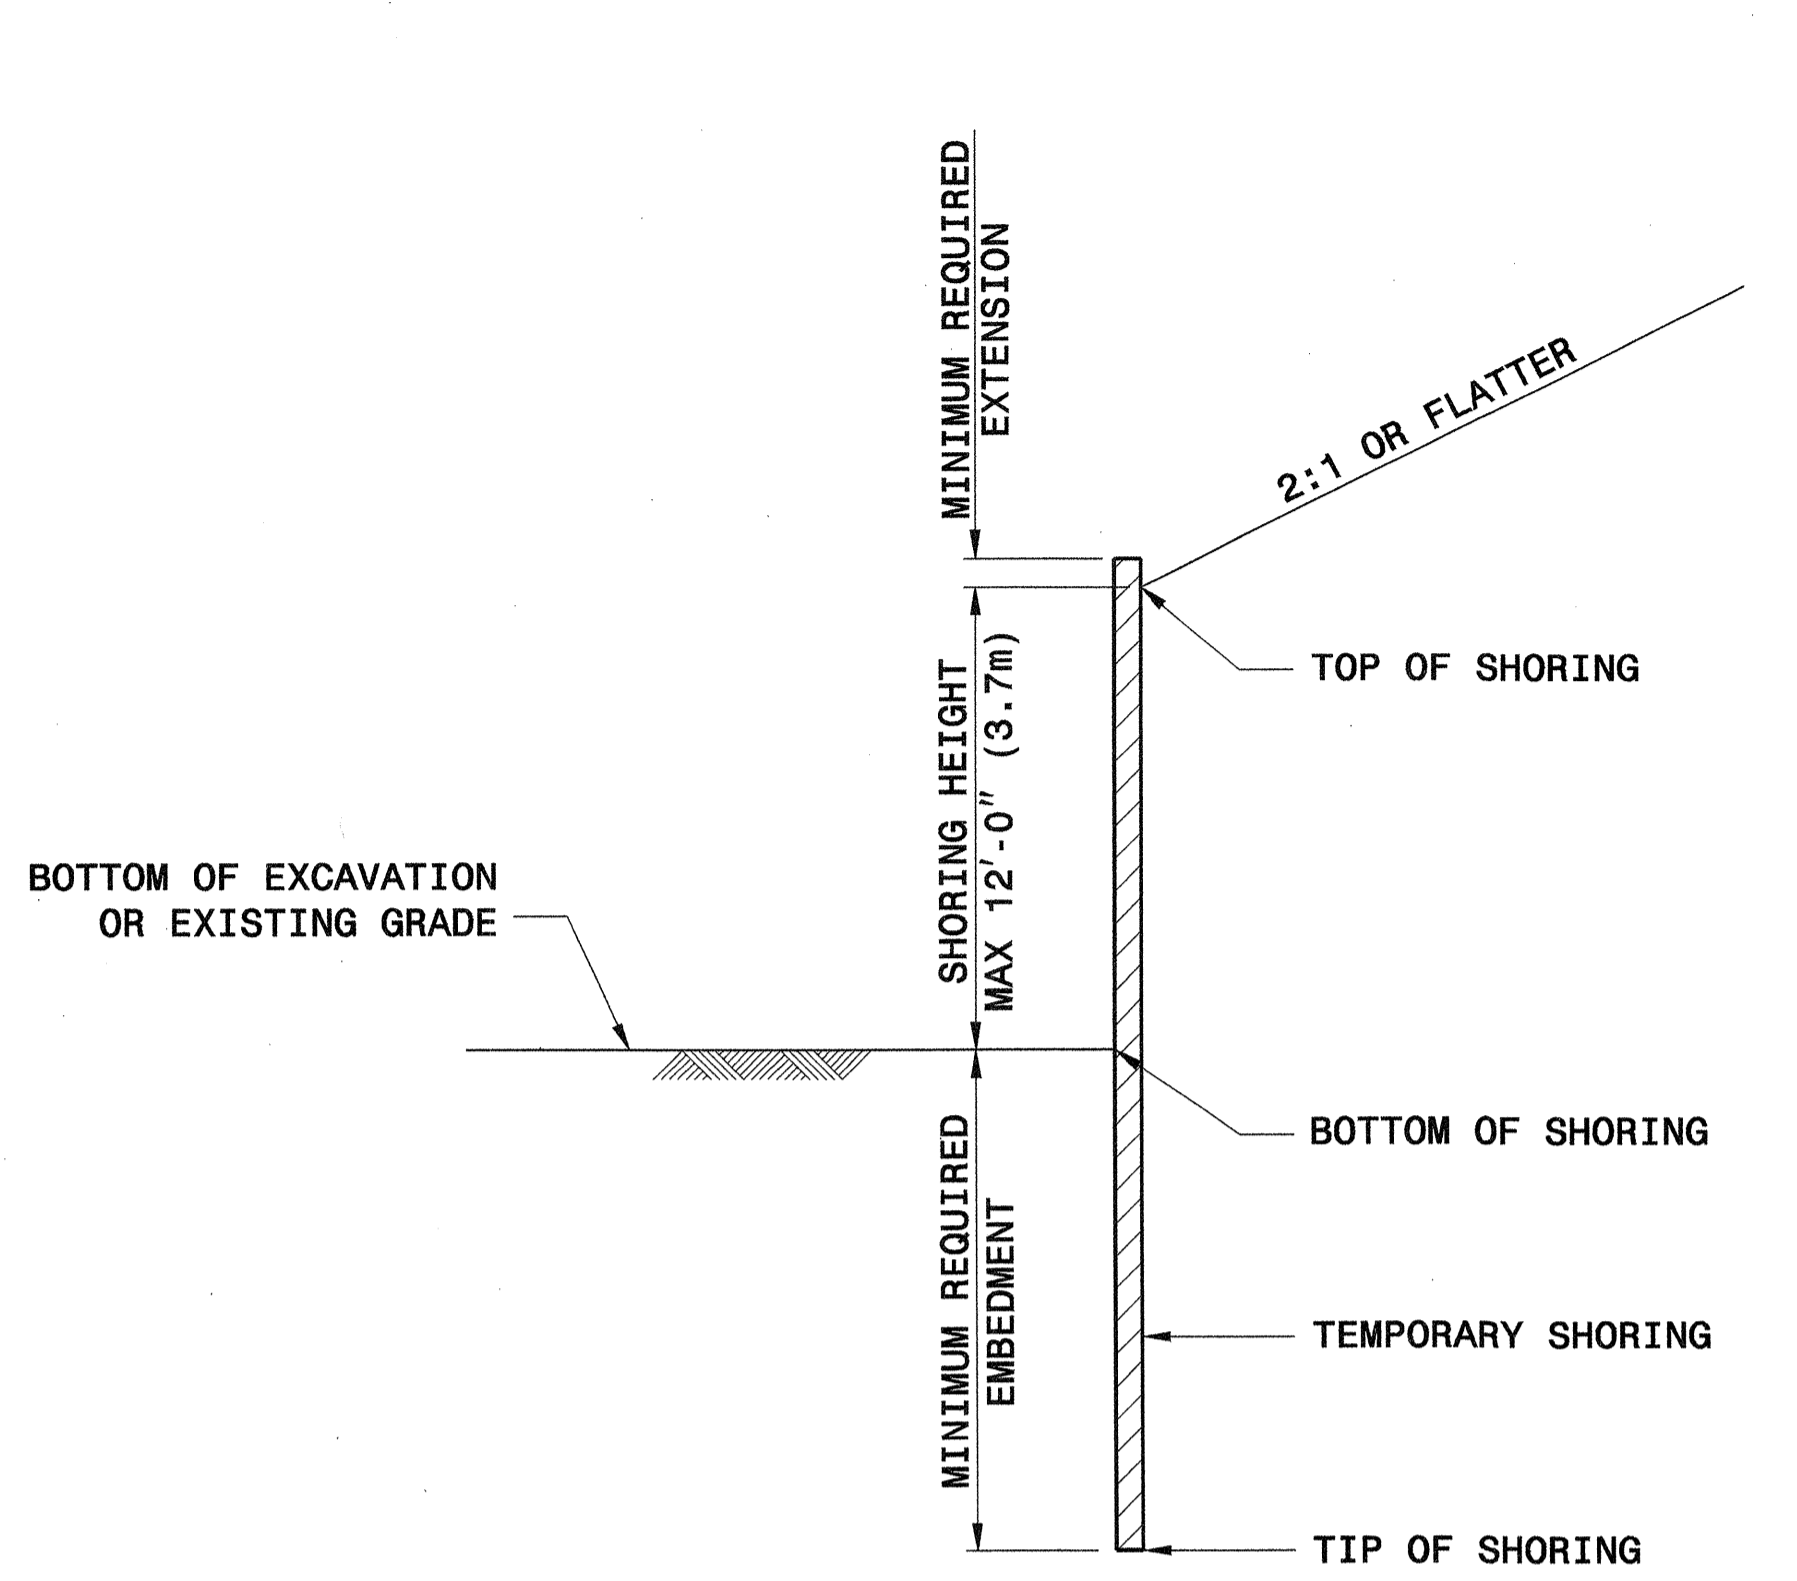 MINIMUM REQUIRED
EXTENSION
2:1 OR FLATTER
TOP OF SHORING
SHORING HEIGHT
MAX 12'-0" (3.7m)
BOTTOM OF EXCAVATION
OR EXISTING GRADE
BOTTOM OF SHORING
MINIMUM REQUIRED
EMBEDMENT
TEMPORARY SHORING
TIP OF SHORING